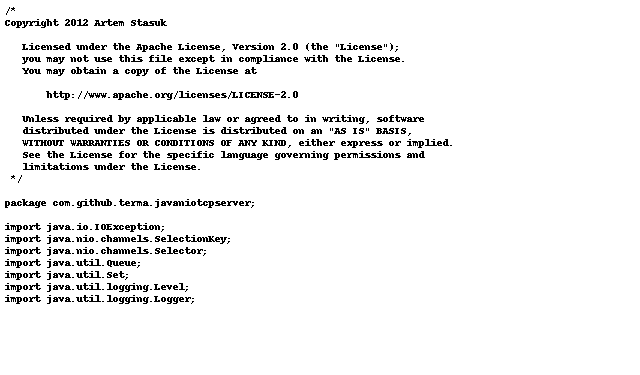 /*
Copyright 2012 Artem Stasuk

   Licensed under the Apache License, Version 2.0 (the "License");
   you may not use this file except in compliance with the License.
   You may obtain a copy of the License at

       http://www.apache.org/licenses/LICENSE-2.0

   Unless required by applicable law or agreed to in writing, software
   distributed under the License is distributed on an "AS IS" BASIS,
   WITHOUT WARRANTIES OR CONDITIONS OF ANY KIND, either express or implied.
   See the License for the specific language governing permissions and
   limitations under the License.
 */

package com.github.terma.javaniotcpserver;

import java.io.IOException;
import java.nio.channels.SelectionKey;
import java.nio.channels.Selector;
import java.util.Queue;
import java.util.Set;
import java.util.logging.Level;
import java.util.logging.Logger;